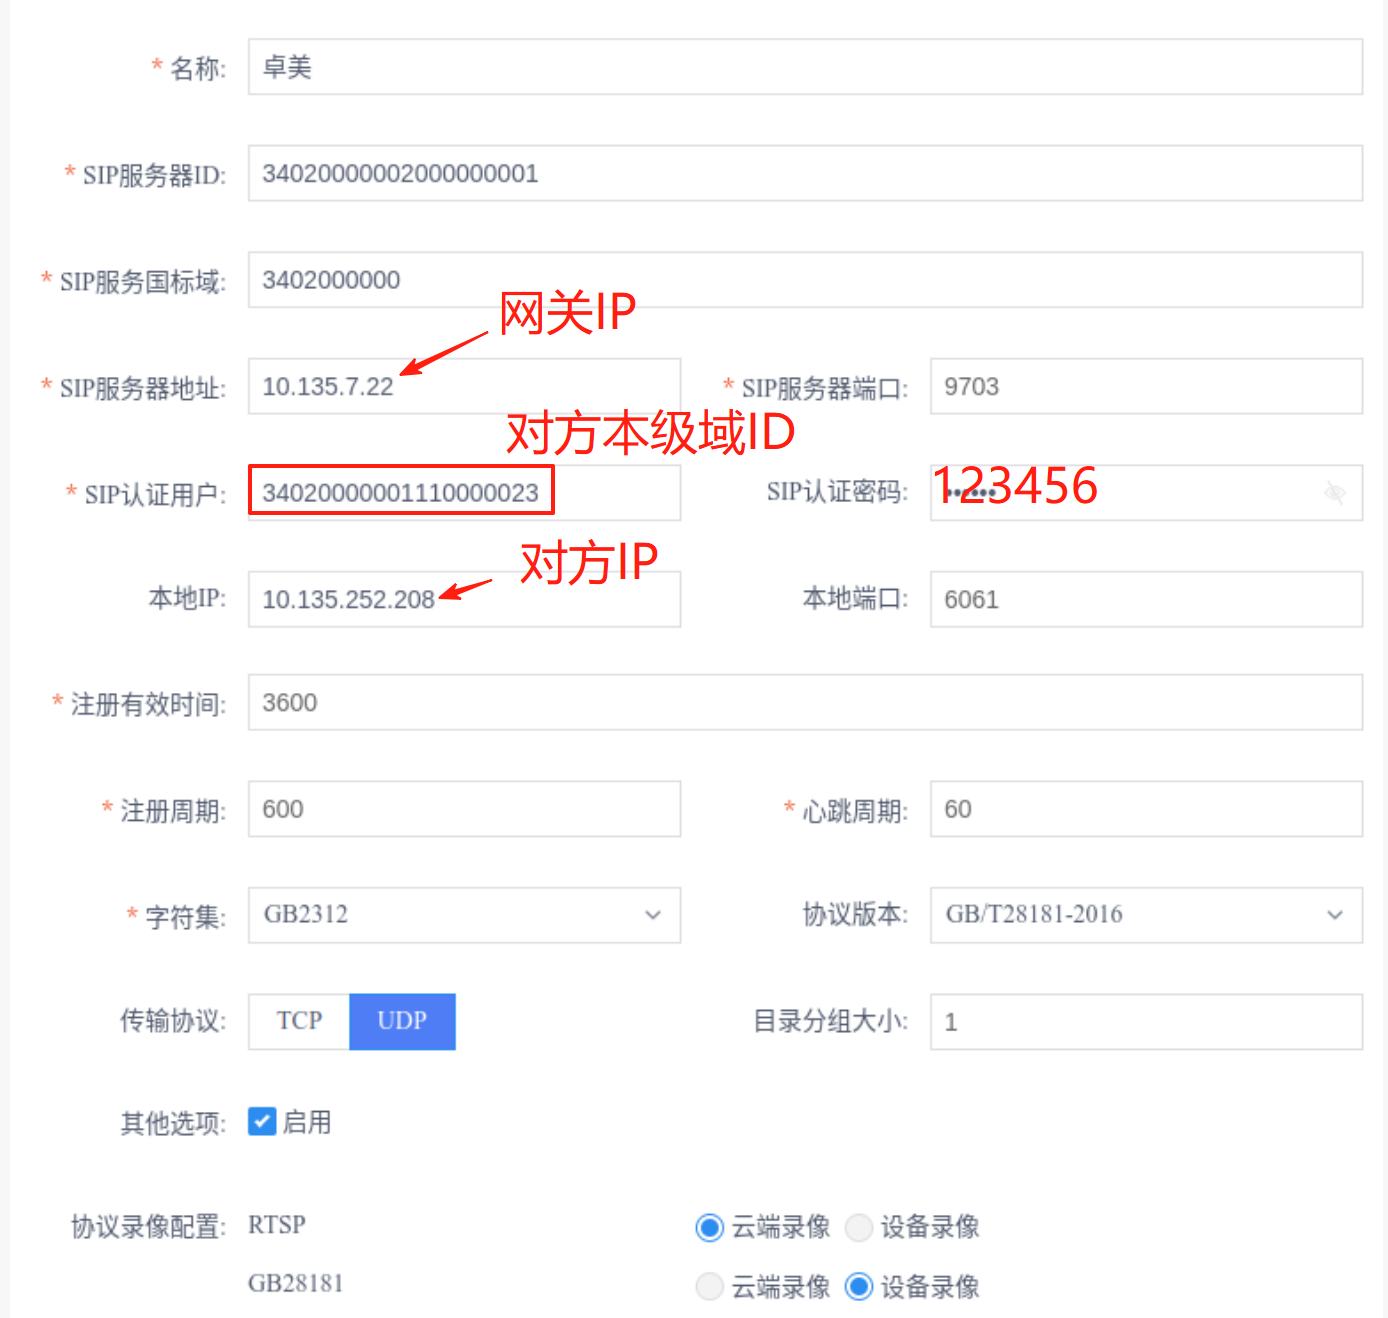 * 名称: 卓美
* SIP服务器ID: 34020000002000000001
* SIP服务国标域: 3402000000
网关IP
* SIP服务器地址: 10.135.7.22 * SIP服务器端口: 9703
对方本级域ID
* SIP认证用户: 34020000001110000023 SIP认证密码: 123456
对方IP
本地IP: 10.135.252.208 本地端口: 6061
* 注册有效时间: 3600
* 注册周期: 600 * 心跳周期: 60
* 字符集: GB2312 协议版本: GB/T28181-2016
传输协议: TCP UDP 目录分组大小: 1
其他选项: 启用
协议录像配置: RTSP 云端录像 设备录像
GB28181 云端录像 设备录像